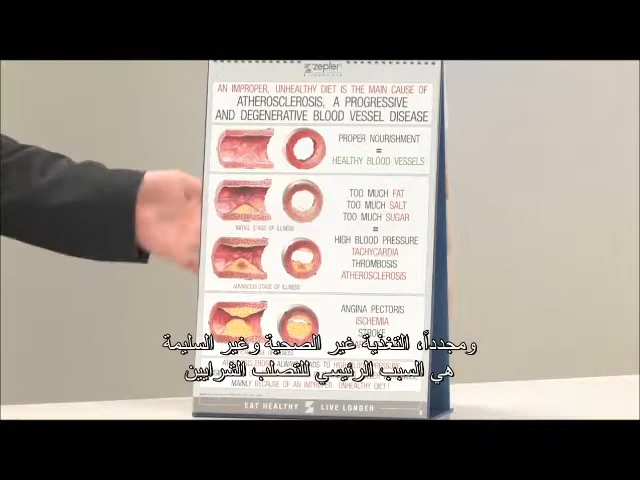 zepter
AN IMPROPER, UNHEALTHY DIET IS THE MAIN CAUSE OF
ATHEROSCLEROSIS, A PROGRESSIVE
AND DEGENERATIVE BLOOD VESSEL DISEASE
PROPER NOURISHMENT
=
HEALTHY BLOOD VESSELS
TOO MUCH FAT
TOO MUCH SALT
TOO MUCH SUGAR
INITIAL STAGE OF ILLNESS
=
HIGH BLOOD PRESSURE
TACHYCARDIA
THROMBOSIS
ATHEROSCLEROSIS
ADVANCED STAGE OF ILLNESS
ANGINA PECTORIS
ISCHEMIA
STROKE
ومجدداً، التغذية غير الصحية وغير السليمة
هي السبب الرئيسي للتصلب الشرايين
MAINLY BECAUSE OF AN IMPROPER, UNHEALTHY DIET!
EAT HEALTHY LIVE LONGER